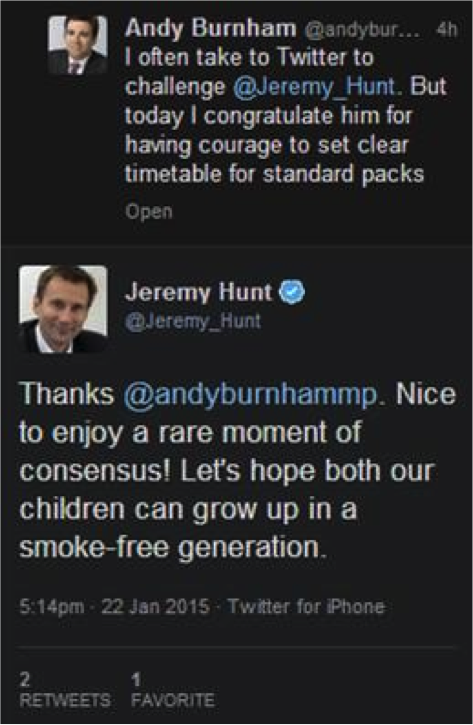 Andy Burnham @andybur... 4h
I often take to Twitter to
challenge @Jeremy_Hunt. But
today I congratulate him for
having courage to set clear
timetable for standard packs
Open
Jeremy Hunt
@Jeremy_Hunt
Thanks @andyburnhammp. Nice
to enjoy a rare moment of
consensus! Let's hope both our
children can grow up in a
smoke-free generation.
5:14pm · 22 Jan 2015 · Twitter for iPhone
2 1
RETWEETS FAVORITE